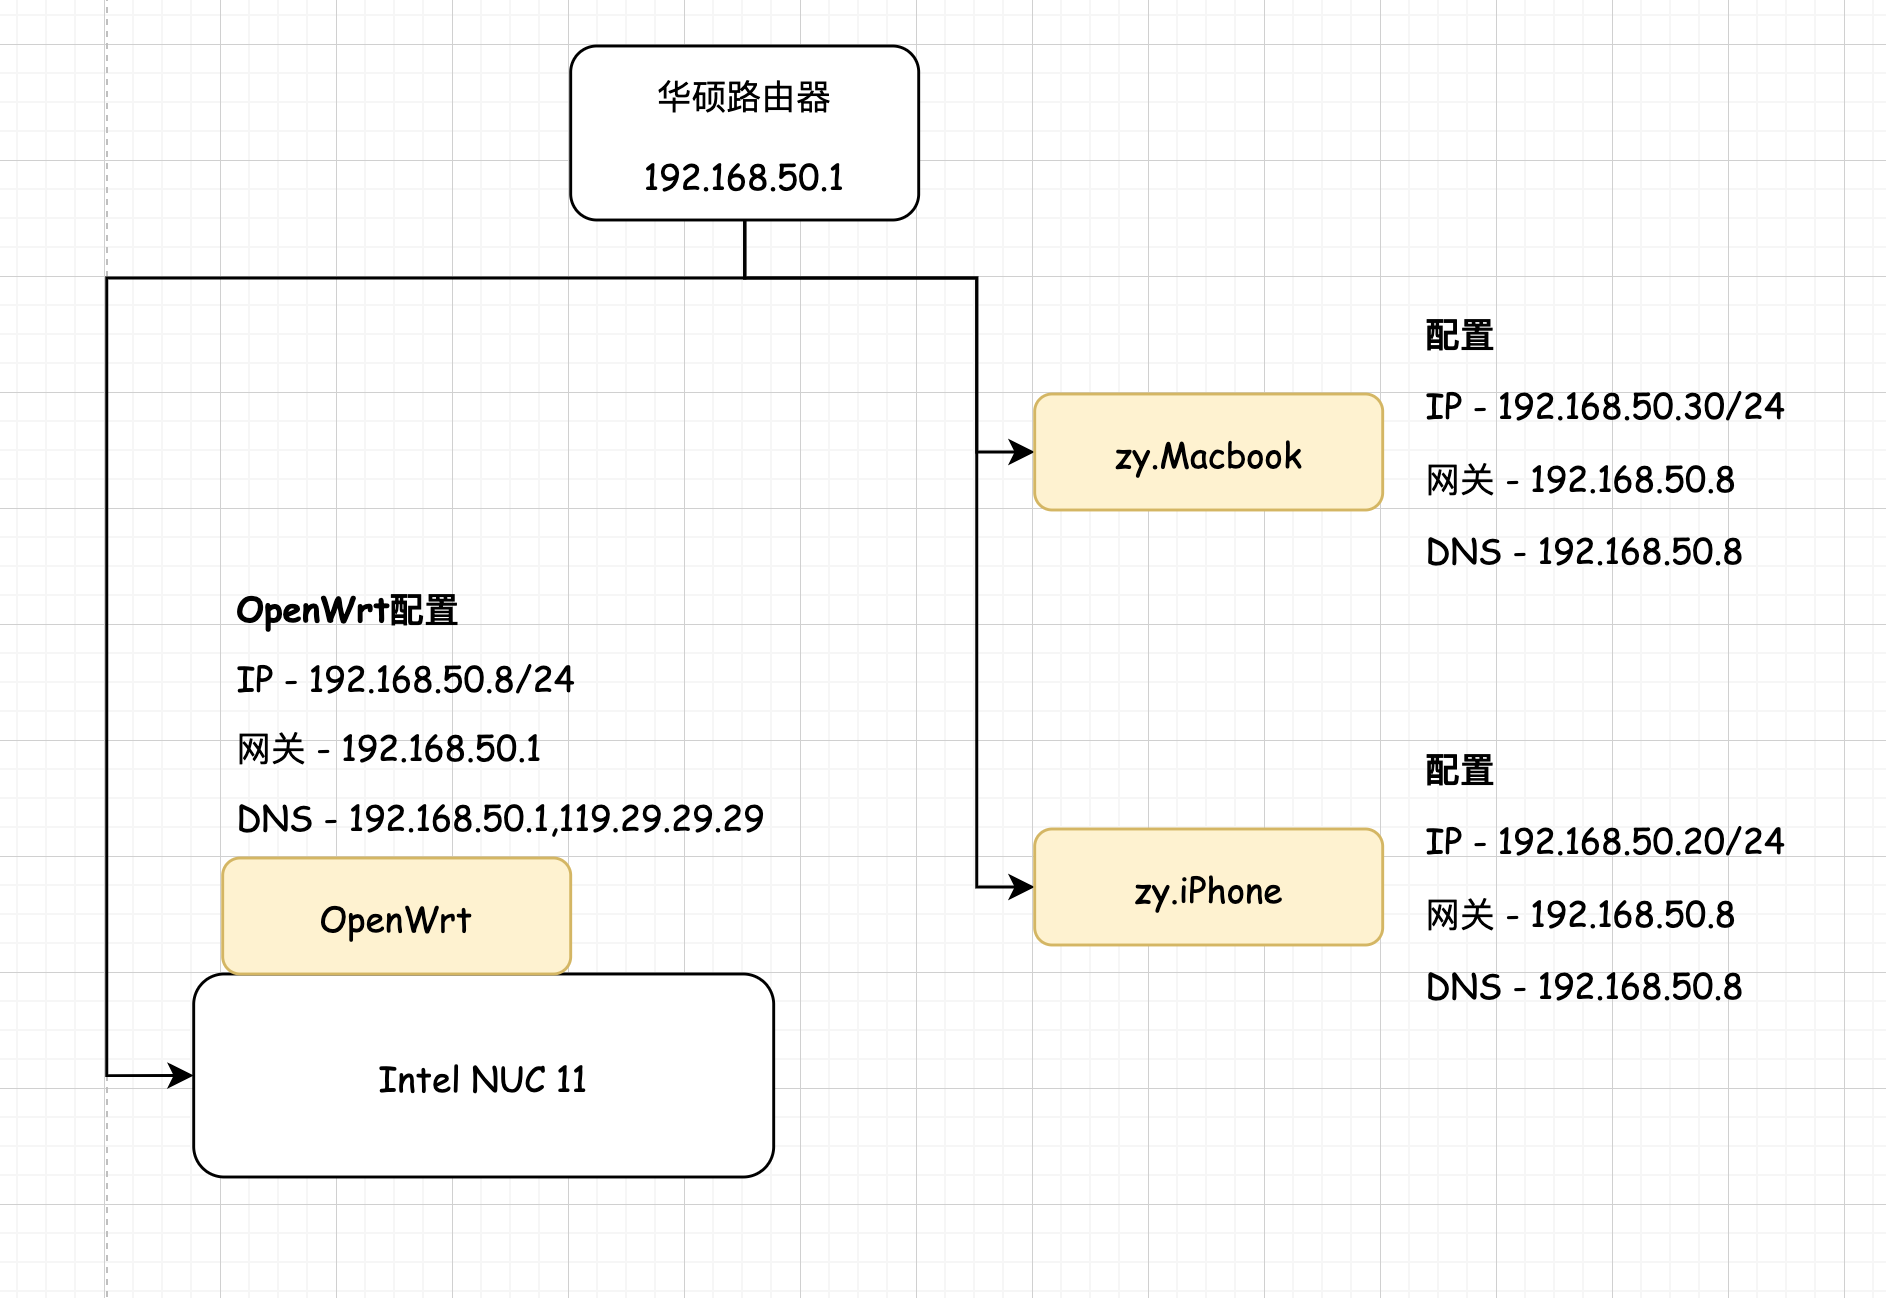 华硕路由器
192.168.50.1
配置
IP - 192.168.50.30/24
网关 - 192.168.50.8
DNS - 192.168.50.8
zy.Macbook
OpenWrt配置
IP - 192.168.50.8/24
网关 - 192.168.50.1
DNS - 192.168.50.1,119.29.29.29
OpenWrt
Intel NUC 11
配置
IP - 192.168.50.20/24
网关 - 192.168.50.8
DNS - 192.168.50.8
zy.iPhone